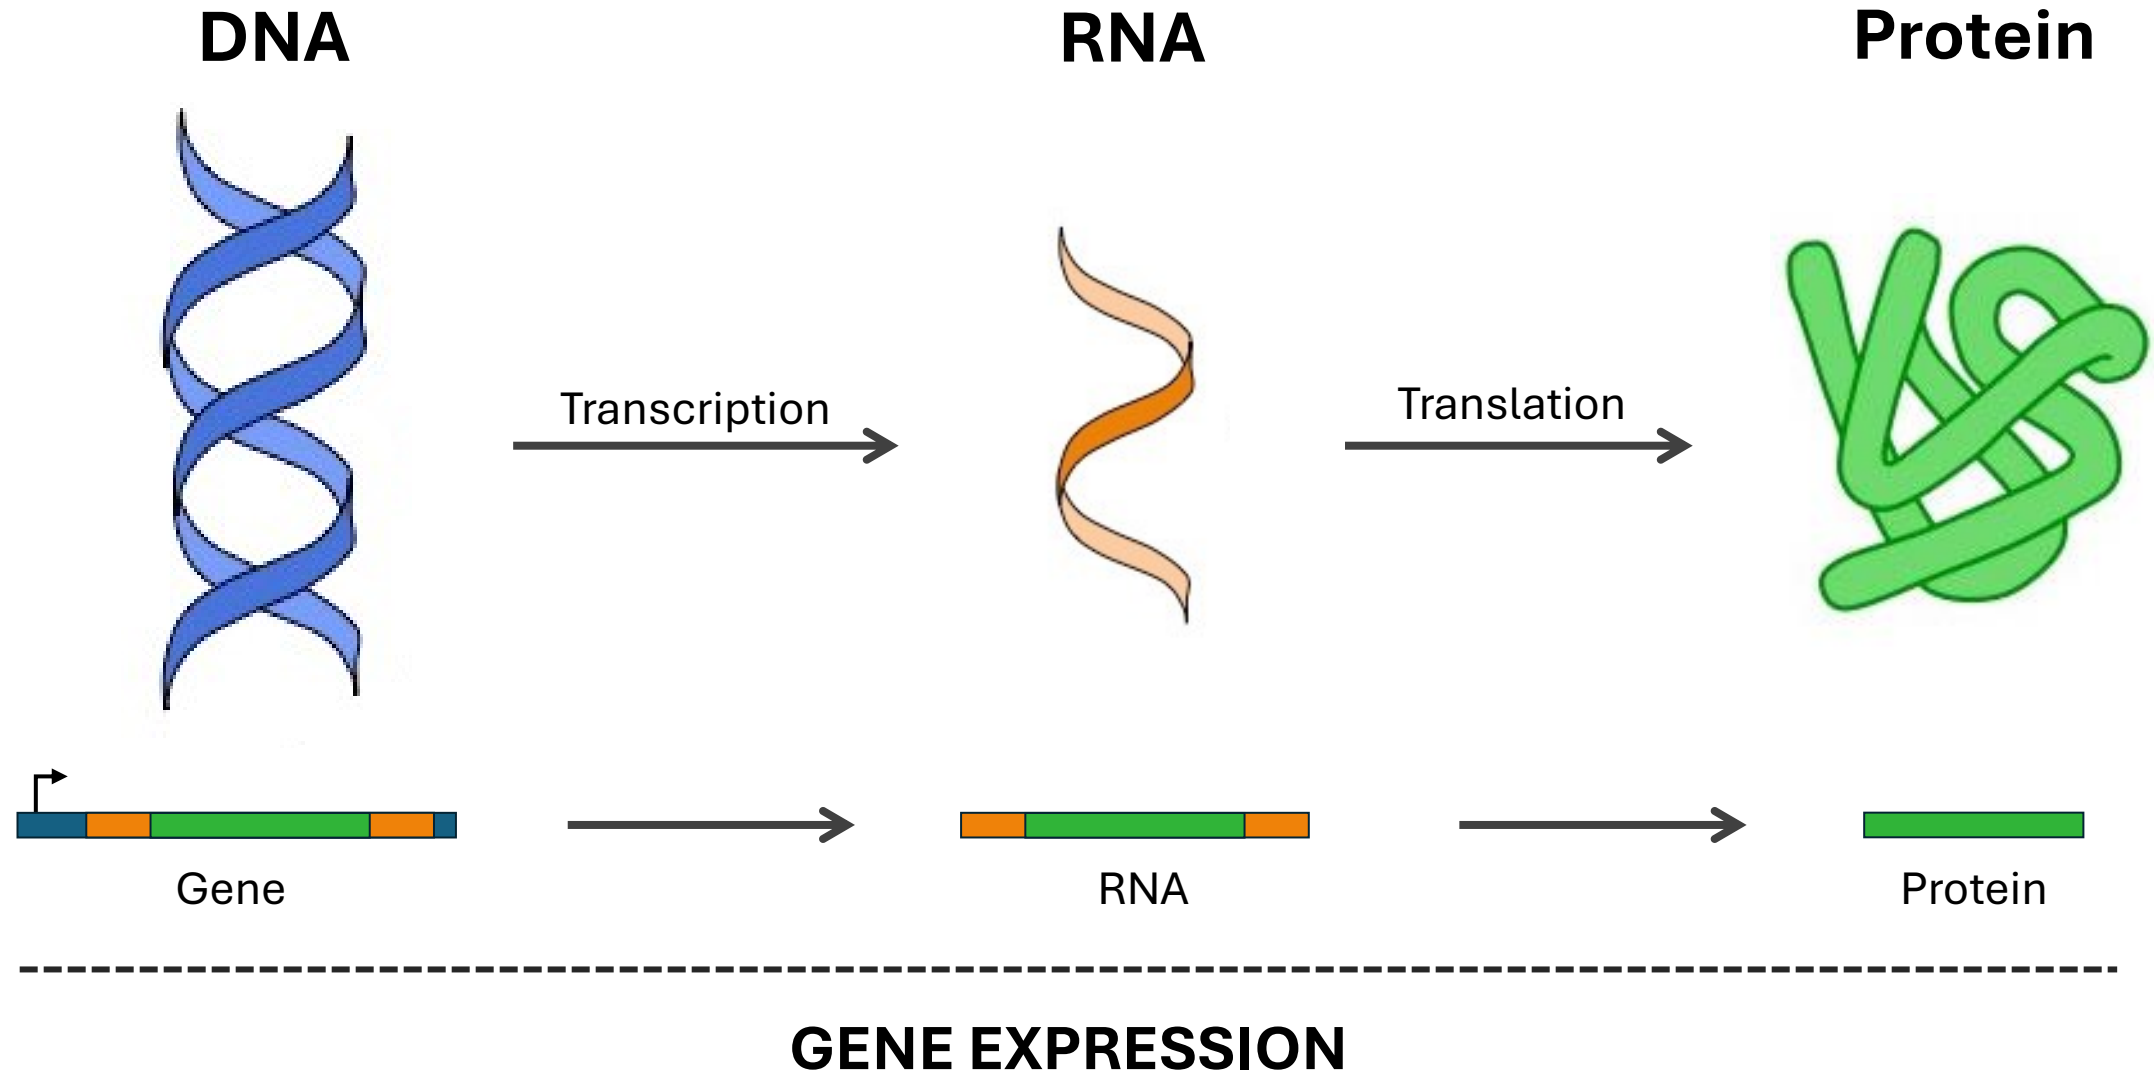 DNA
RNA
Protein
Transcription
Translation
Gene
RNA
Protein
GENE EXPRESSION